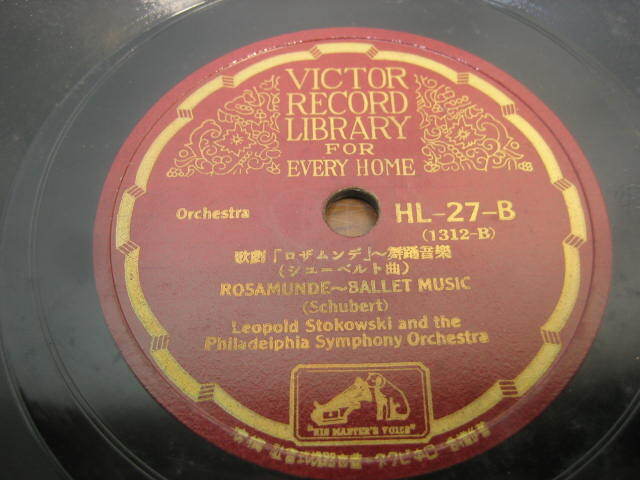 VICTOR
RECORD
LIBRARY
FOR
EVERY HOME
Orchestra
HL-27-B
(1312-B)
歌劇「ロザムンデ」〜舞踊音樂
(シューベルト曲)
ROSAMUNDE~BALLET MUSIC
(Schubert)
Leopold Stokowski and the
Philadelphia Symphony Orchestra
"HIS MASTER'S VOICE"